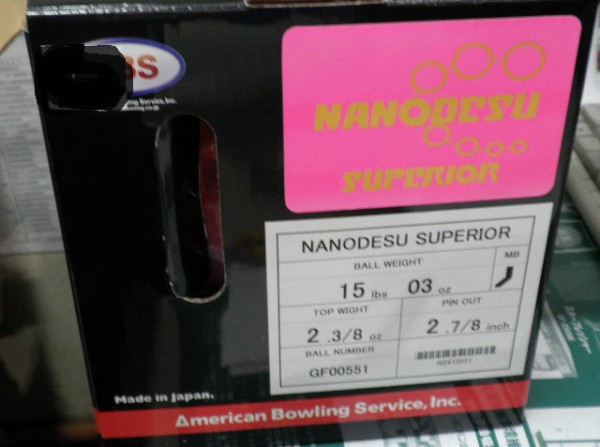 BS
NANODESU
SUPERIOR
NANODESU SUPERIOR
BALL WEIGHT
MB
15 lbs 03 oz
TOP WIGHT
PIN OUT
2 .3/8 oz
2 .7/8 inch
BALL NUMBER
GF00551
Made in Japan.
American Bowling Service, Inc.